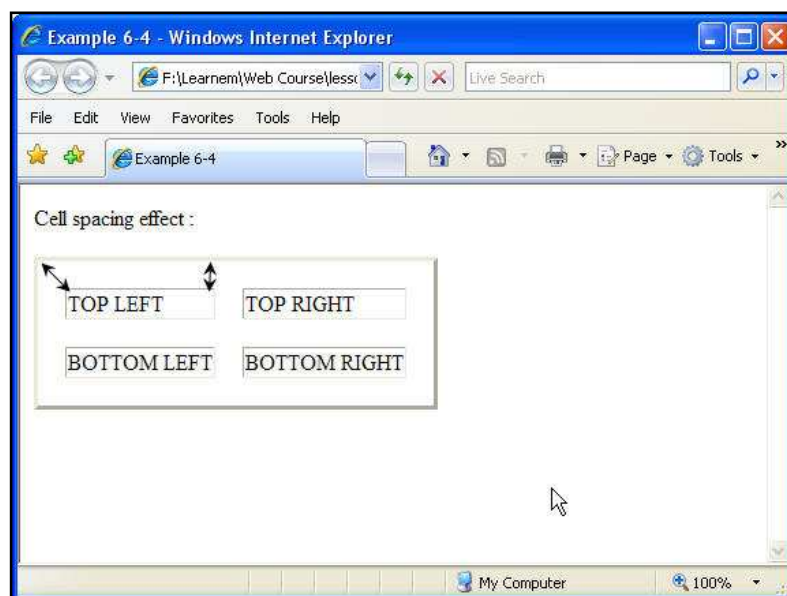 Example 6-4 - Windows Internet Explorer
F:\Learnem\Web Course\less Live Search
File Edit View Favorites Tools Help
Example 6-4 Page Tools »
Cell spacing effect :
TOP LEFT TOP RIGHT
BOTTOM LEFT BOTTOM RIGHT
My Computer 100%